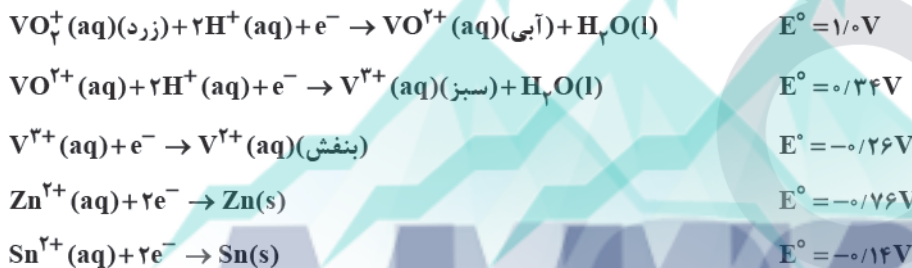 VO₂⁺(aq)(زرد)+۲H⁺(aq)+e⁻ → VO²⁺(aq)(آبی)+H₂O(l) E° =۱/۰V
VO²⁺(aq)+۲H⁺(aq)+e⁻ → V³⁺(aq)(سبز)+H₂O(l) E° =۰/۳۴V
V³⁺(aq)+e⁻ → V²⁺(aq)(بنفش) E° =−۰/۲۶V
Zn²⁺(aq)+۲e⁻ → Zn(s) E° =−۰/۷۶V
Sn²⁺(aq)+۲e⁻ → Sn(s) E° =−۰/۱۴V